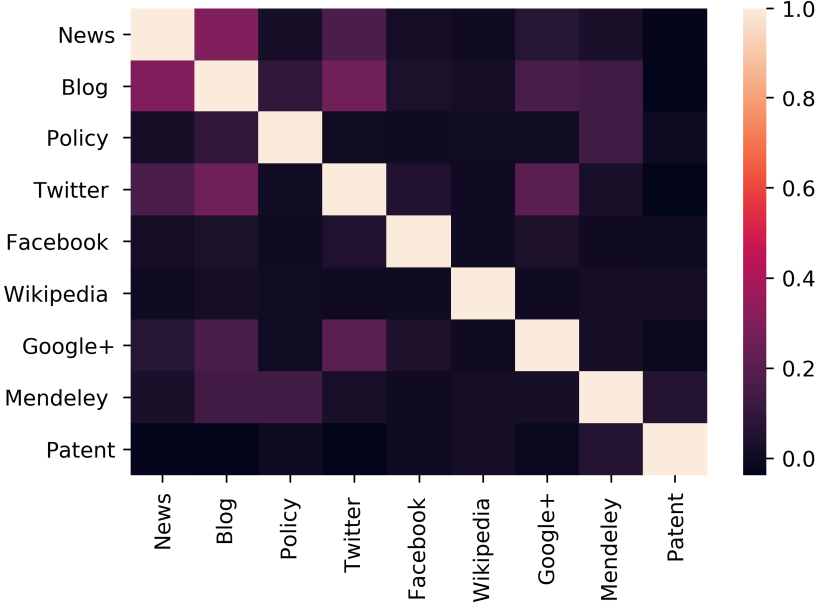 News
Blog
Policy
Twitter
Facebook
Wikipedia
Google+
Mendeley
Patent
News
Blog
Policy
Twitter
Facebook
Wikipedia
Google+
Mendeley
Patent
1.0
0.8
0.6
0.4
0.2
0.0